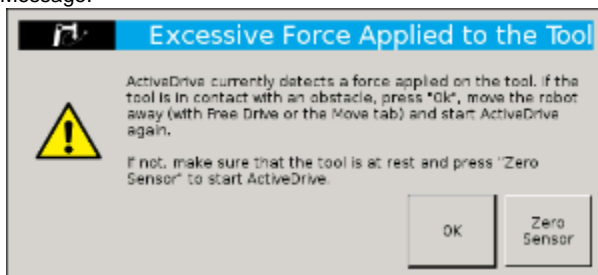 Message:
Excessive Force Applied to the Tool
ActiveDrive currently detects a force applied on the tool. If the
tool is in contact with an obstacle, press "Ok", move the robot
away (with Free Drive or the Move tab) and start ActiveDrive
again.
If not, make sure that the tool is at rest and press "Zero
Sensor" to start ActiveDrive.
OK
Zero
Sensor